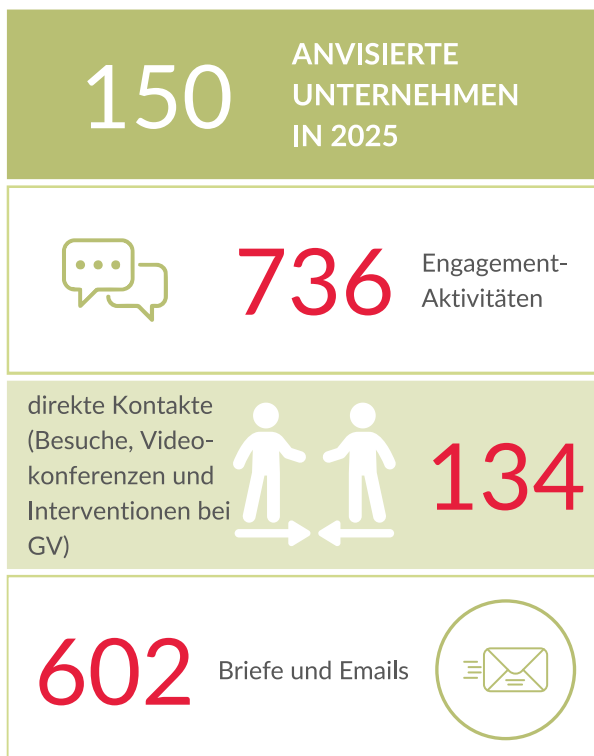 150
ANVISIERTE
UNTERNEHMEN
IN 2025
736
Engagement-
Aktivitäten
direkte Kontakte
(Besuche, Video-
konferenzen und
Interventionen bei
GV)
134
602
Briefe und Emails